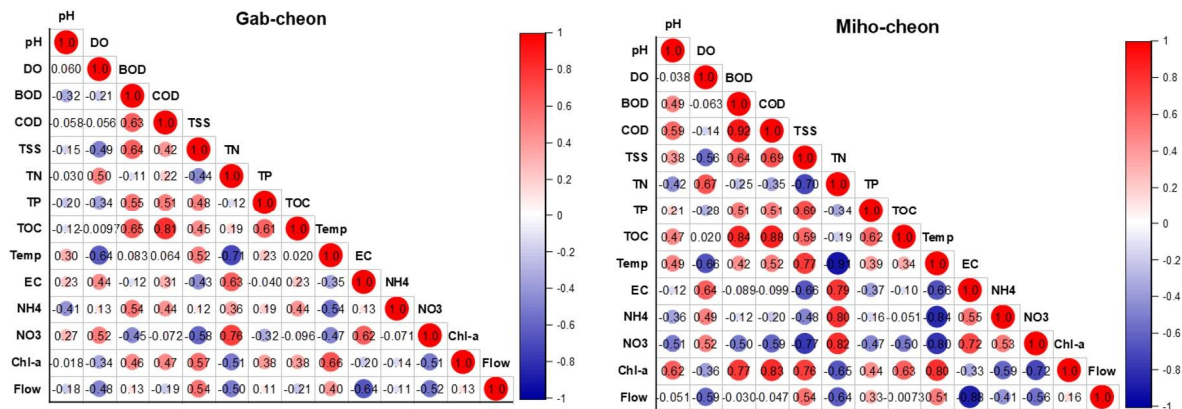 Gab-cheon
pH
pH 1.0 DO
DO 0.060 1.0 BOD
BOD -0.32 -0.21 1.0 COD
COD -0.058 -0.056 0.63 1.0 TSS
TSS -0.15 -0.49 0.64 0.42 1.0 TN
TN -0.030 0.50 -0.11 0.22 -0.44 1.0 TP
TP -0.20 -0.34 0.55 0.51 0.48 -0.12 1.0 TOC
TOC -0.12 -0.0097 0.65 0.81 0.45 0.19 0.61 1.0 Temp
Temp 0.30 -0.64 0.083 0.064 0.52 -0.71 0.23 0.020 1.0 EC
EC 0.23 0.44 -0.12 0.31 -0.43 0.63 -0.040 0.23 -0.35 1.0 NH4
NH4 -0.41 0.13 0.54 0.44 0.12 0.36 0.19 0.44 -0.54 0.13 1.0 NO3
NO3 0.27 0.52 -0.45 -0.072 -0.58 0.76 -0.32 -0.096 -0.47 0.62 -0.071 1.0 Chl-a
Chl-a -0.018 -0.34 0.46 0.47 0.57 -0.51 0.38 0.38 0.66 -0.20 -0.14 -0.51 1.0 Flow
Flow -0.18 -0.48 0.13 -0.19 0.54 -0.50 0.11 -0.21 0.40 -0.64 -0.11 -0.52 0.13 1.0
1
0.8
0.6
0.4
0.2
0
-0.2
-0.4
-0.6
-0.8
-1
Miho-cheon
pH
pH 1.0 DO
DO -0.038 1.0 BOD
BOD 0.49 -0.063 1.0 COD
COD 0.59 -0.14 0.92 1.0 TSS
TSS 0.38 -0.56 0.64 0.69 1.0 TN
TN -0.42 0.67 -0.25 -0.35 -0.70 1.0 TP
TP 0.21 -0.28 0.51 0.51 0.69 -0.34 1.0 TOC
TOC 0.47 0.020 0.84 0.88 0.59 -0.19 0.62 1.0 Temp
Temp 0.49 -0.66 0.42 0.52 0.77 -0.91 0.39 0.34 1.0 EC
EC -0.12 0.64 -0.089 -0.099 -0.66 0.79 -0.37 -0.10 -0.66 1.0 NH4
NH4 -0.36 0.49 -0.12 -0.20 -0.48 0.80 -0.16 -0.051 -0.84 0.55 1.0 NO3
NO3 -0.51 0.52 -0.50 -0.59 -0.77 0.82 -0.47 -0.50 -0.80 0.72 0.53 1.0 Chl-a
Chl-a 0.62 -0.36 0.77 0.83 0.76 -0.65 0.44 0.63 0.80 -0.33 -0.59 -0.72 1.0 Flow
Flow -0.051 -0.59 -0.030 -0.047 0.54 -0.64 0.33 -0.0073 0.51 -0.88 -0.41 -0.56 0.16 1.0
1
0.8
0.6
0.4
0.2
0
-0.2
-0.4
-0.6
-0.8
-1